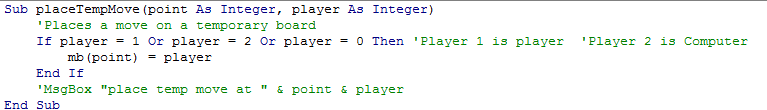 Sub placeTempMove(point As Integer, player As Integer)
    'Places a move on a temporary board
    If player = 1 Or player = 2 Or player = 0 Then 'Player 1 is player  'Player 2 is Computer
        mb(point) = player
    End If
    'MsgBox "place temp move at " & point & player
End Sub